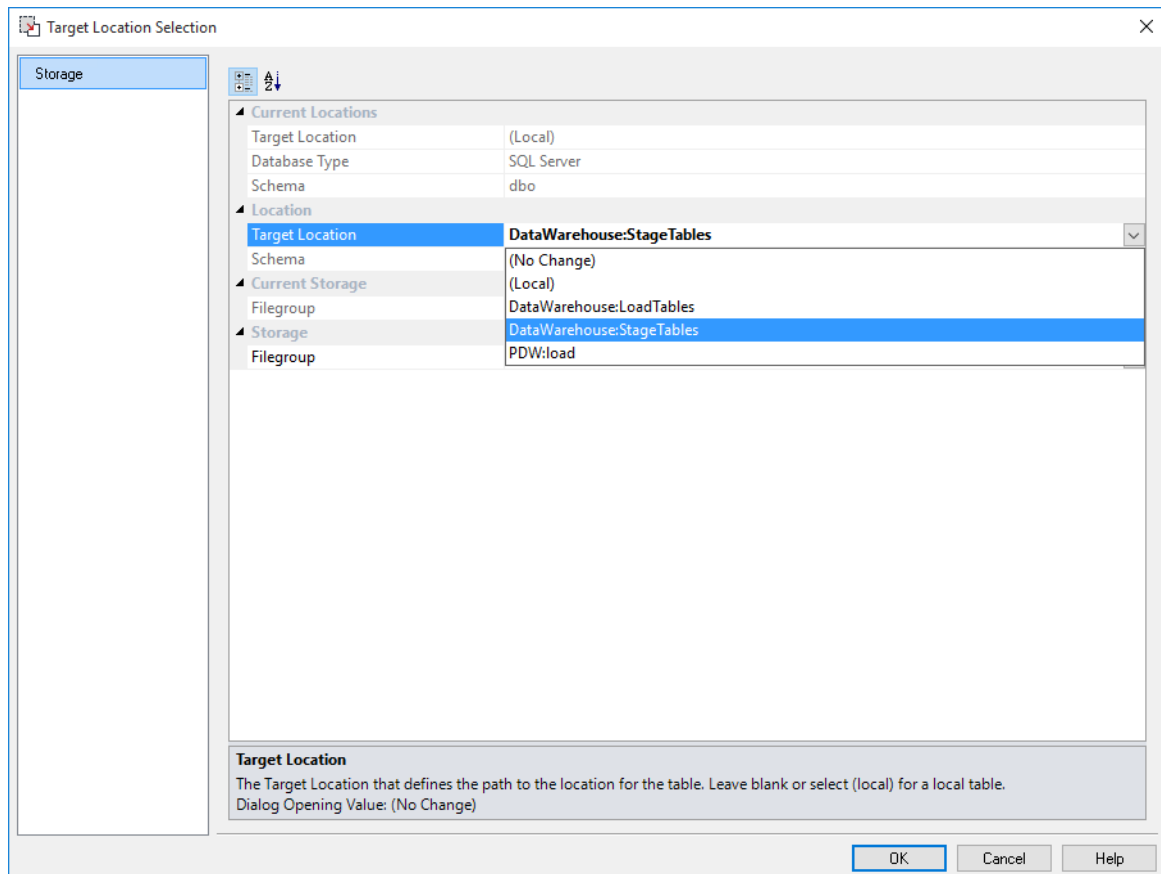 Target Location Selection
Storage
Current Locations
Target Location (Local)
Database Type SQL Server
Schema dbo
Location
Target Location DataWarehouse:StageTables
Schema (No Change)
(Local)
Current Storage
Filegroup DataWarehouse:LoadTables
Storage DataWarehouse:StageTables
Filegroup PDW:load
Target Location
The Target Location that defines the path to the location for the table. Leave blank or select (local) for a local table.
Dialog Opening Value: (No Change)
OK Cancel Help